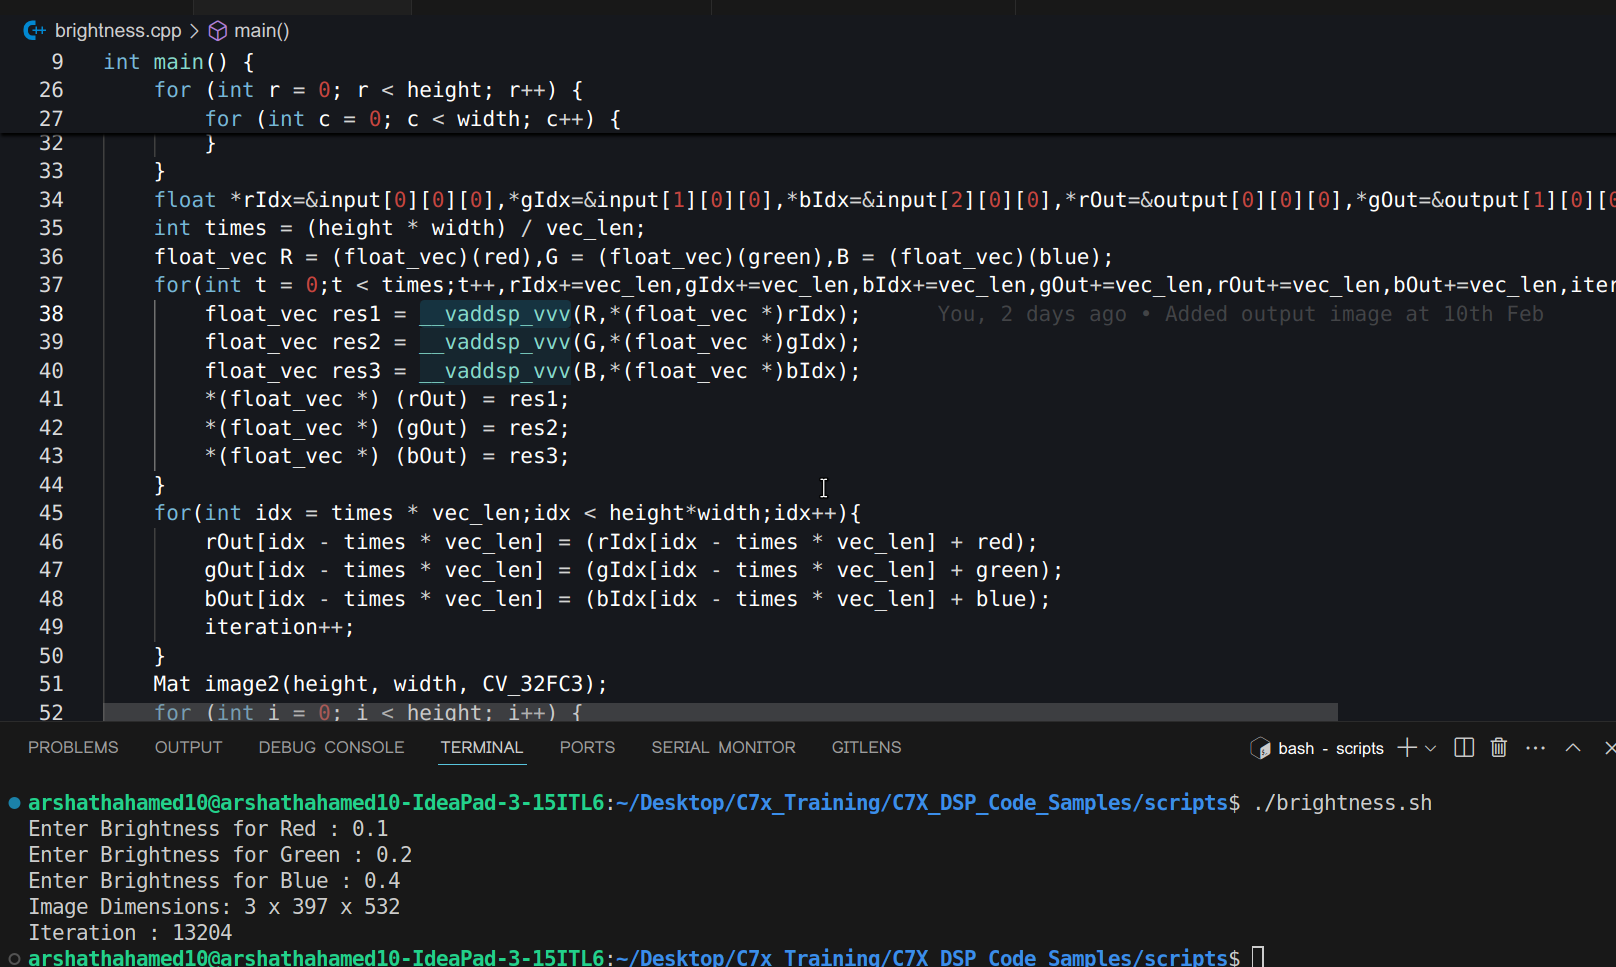 brightness.cpp > main()
9 int main() {
26 for (int r = 0; r < height; r++) {
27 for (int c = 0; c < width; c++) {
32 }
33 }
34 float *rIdx=&input[0][0][0],*gIdx=&input[1][0][0],*bIdx=&input[2][0][0],*rOut=&output[0][0][0],*gOut=&output[1][0][0
35 int times = (height * width) / vec_len;
36 float_vec R = (float_vec)(red),G = (float_vec)(green),B = (float_vec)(blue);
37 for(int t = 0;t < times;t++,rIdx+=vec_len,gIdx+=vec_len,bIdx+=vec_len,gOut+=vec_len,rOut+=vec_len,bOut+=vec_len,iter
38 float_vec res1 = __vaddsp_vvv(R,*(float_vec *)rIdx); You, 2 days ago • Added output image at 10th Feb
39 float_vec res2 = __vaddsp_vvv(G,*(float_vec *)gIdx);
40 float_vec res3 = __vaddsp_vvv(B,*(float_vec *)bIdx);
41 *(float_vec *) (rOut) = res1;
42 *(float_vec *) (gOut) = res2;
43 *(float_vec *) (bOut) = res3;
44 }
45 for(int idx = times * vec_len;idx < height*width;idx++){
46 rOut[idx - times * vec_len] = (rIdx[idx - times * vec_len] + red);
47 gOut[idx - times * vec_len] = (gIdx[idx - times * vec_len] + green);
48 bOut[idx - times * vec_len] = (bIdx[idx - times * vec_len] + blue);
49 iteration++;
50 }
51 Mat image2(height, width, CV_32FC3);
52 for (int i = 0; i < height; i++) {
PROBLEMS OUTPUT DEBUG CONSOLE TERMINAL PORTS SERIAL MONITOR GITLENS bash - scripts
arshathahamed10@arshathahamed10-IdeaPad-3-15ITL6:~/Desktop/C7x_Training/C7X_DSP_Code_Samples/scripts$ ./brightness.sh
Enter Brightness for Red : 0.1
Enter Brightness for Green : 0.2
Enter Brightness for Blue : 0.4
Image Dimensions: 3 x 397 x 532
Iteration : 13204
arshathahamed10@arshathahamed10-IdeaPad-3-15ITL6:~/Desktop/C7x_Training/C7X_DSP_Code_Samples/scripts$